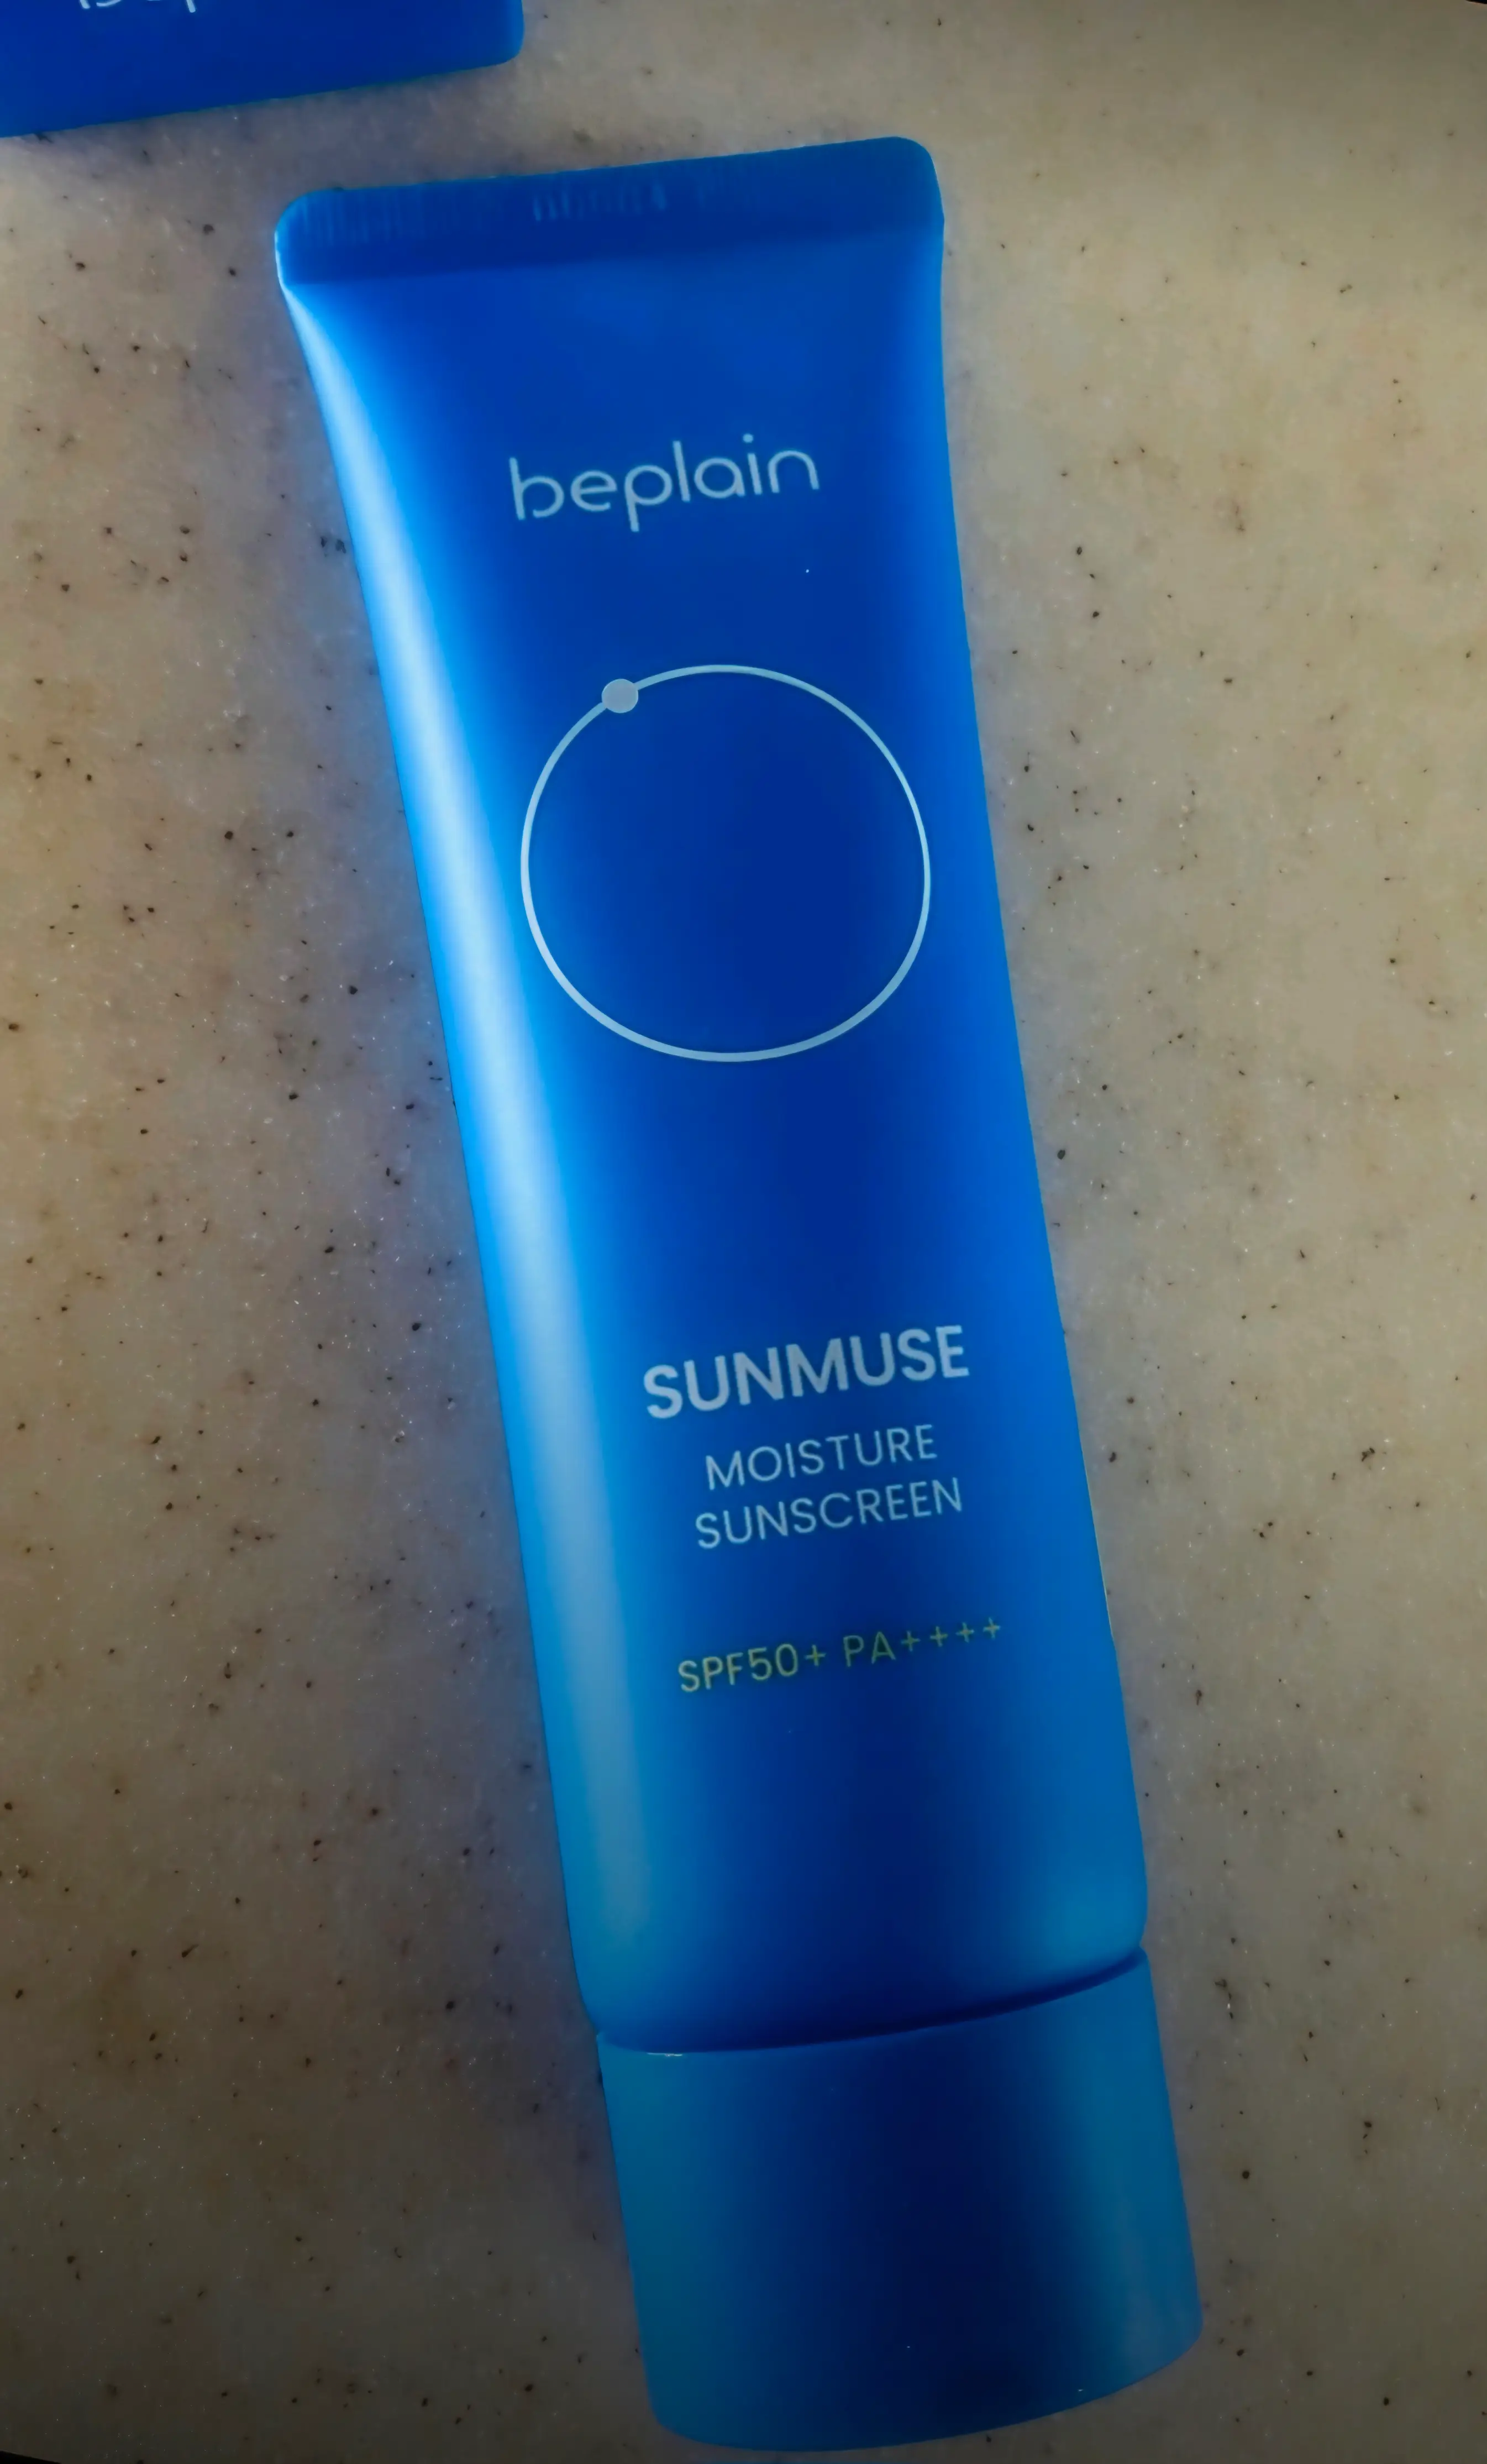 beplain
SUNMUSE
MOISTURE
SUNSCREEN
SPF50+ PA++++